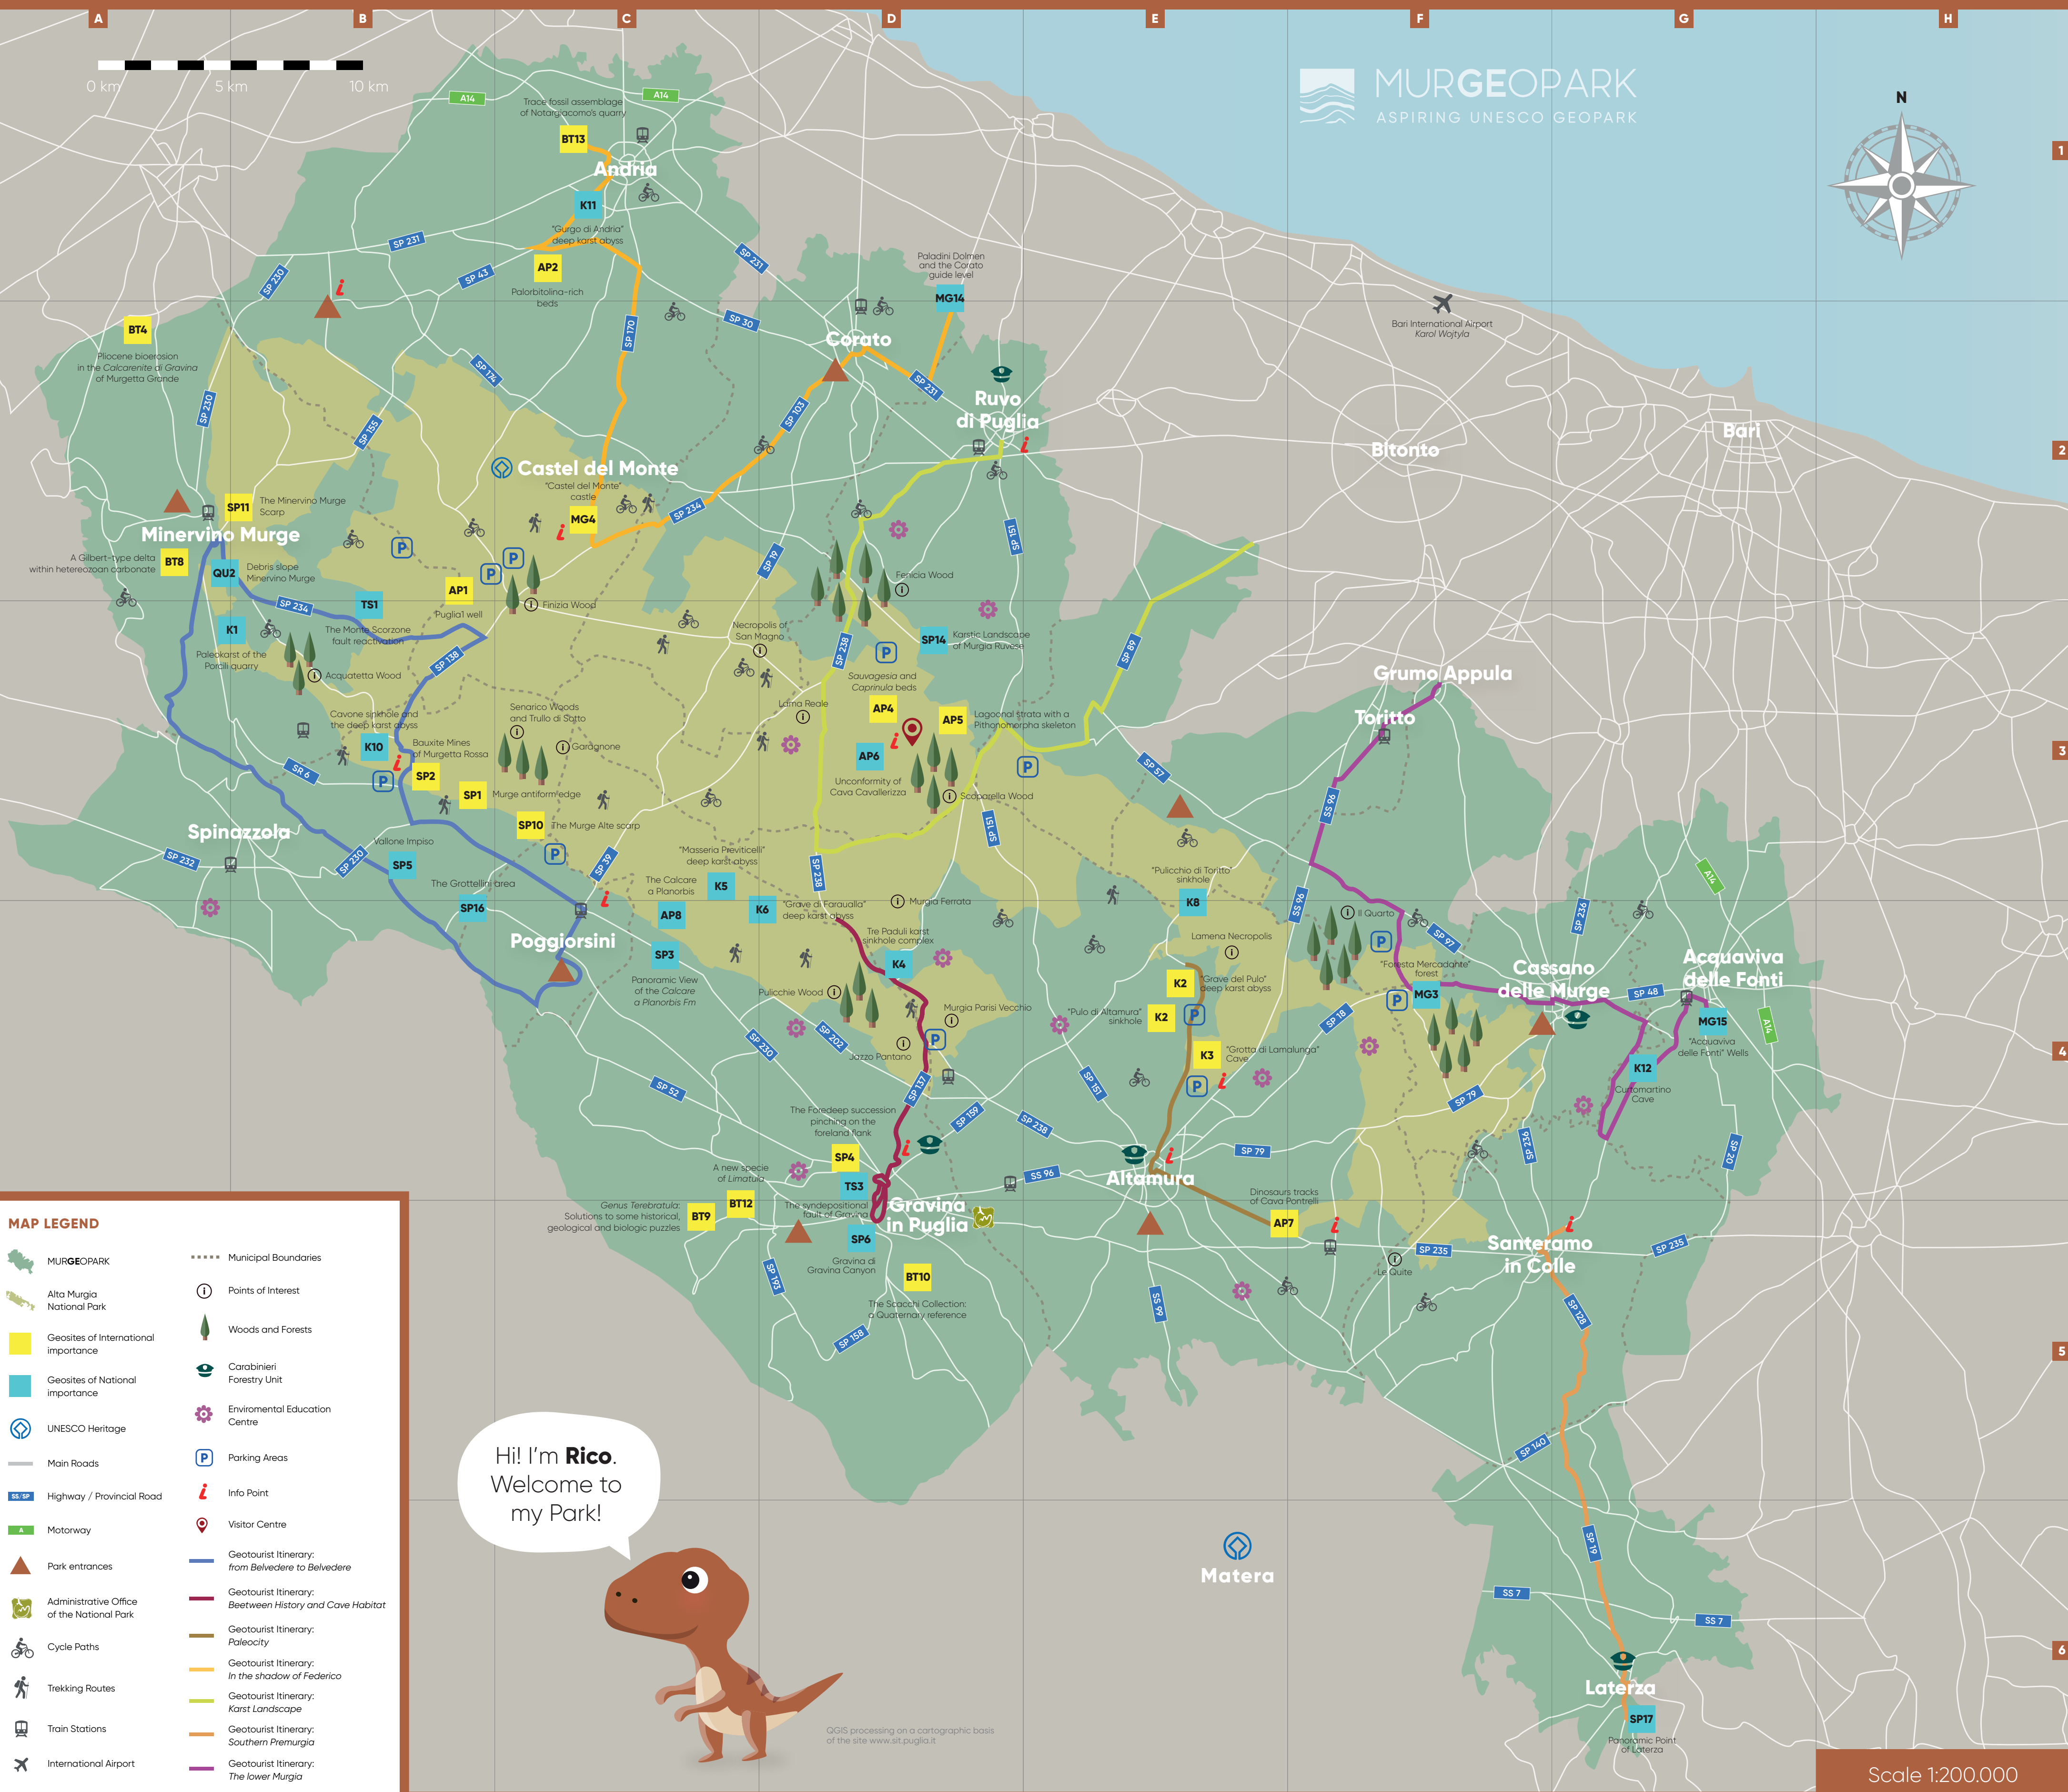 A
B
C
D
E
F
G
H
0 km
5 km
10 km
MURGEOPARK
ASPIRING UNESCO GEOPARK
N
1
2
3
4
5
6
A14
A14
Trace fossil assemblage
of Notargiacomo's quarry
BT13
Andria
K11
"Gurgo di Andria"
deep karst abyss
SP 231
SP 230
SP 43
AP2
Palorbitolina-rich
beds
SP 231
Paladini Dolmen
and the Corato
guide level
MG14
SP 170
SP 30
Corato
SP 231
SP 103
Bari International Airport
Karol Wojtyla
BT4
Pliocene bioerosion
in the Calcarenite di Gravina
of Murgetta Grande
SP 230
SP 174
SP 155
Ruvo
di Puglia
Bitonto
Bari
Castel del Monte
"Castel del Monte"
castle
MG4
SP 234
SP11
The Minervino Murge
Scarp
Minervino Murge
A Gilbert-type delta
within hetereozoan carbonate
BT8
QU2
Debris slope
Minervino Murge
SP 234
TS1
AP1
Puglia1 well
P
P
P
Finizia Wood
SP 19
SP 151
Fenicia Wood
K1
Paleokarst of the
Porcili quarry
The Monte Scorzone
fault reactivation
SP 138
Acquatetta Wood
Necropolis of
San Magno
SP 238
P
SP14
Karstic Landscape
of Murgia Ruvese
SP 89
Sauvagesia and
Caprinula beds
AP4
AP5
Lagoonal strata with a
Pithonomorpha skeleton
AP6
Unconformity of
Cava Cavallerizza
Scoparella Wood
P
SP 57
Grumo Appula
Toritto
SS 96
Cavone sinkhole and
the deep karst abyss
K10
Bauxite Mines
of Murgetta Rossa
SP2
P
SP1
Murge antiform edge
Senarico Woods
and Trullo di Sotto
Garagnone
Lama Reale
SR 6
SP10
The Murge Alte scarp
P
Spinazzola
SP 232
SP 230
Vallone Impiso
SP5
SP 39
The Grottellini area
SP16
Poggiorsini
"Masseria Previticelli"
deep karst abyss
K5
The Calcare
a Planorbis
AP8
K6
"Grave di Faraualla"
deep karst abyss
SP 238
SP 151
Murgia Ferrata
SP3
Panoramic View
of the Calcare
a Planorbis Fm
Tre Paduli karst
sinkhole complex
K4
Pulicchie Wood
Murgia Parisi Vecchio
P
Jazzo Pantano
SP 202
SP 230
SP 52
SP 137
"Pulicchio di Toritto"
sinkhole
K8
Lamena Necropolis
K2
"Grave del Pulo"
deep karst abyss
"Pulo di Altamura"
sinkhole
K2
P
K3
"Grotta di Lamalunga"
Cave
P
SP 151
SS 96
Il Quarto
P
SP 97
"Foresta Mercadante"
forest
MG3
P
SP 18
Cassano
delle Murge
SP 236
A14
Acquaviva
delle Fonti
SP 48
MG15
"Acquaviva
delle Fonti" Wells
A14
K12
Curtomartino
Cave
SP 79
SP 236
SP 20
The Foredeep succession
pinching on the
foreland flank
SP4
SP 159
SP 238
A new specie
of Limatula
BT12
TS3
The syndepositional
fault of Gravina
Genus Terebratula:
Solutions to some historical,
geological and biologic puzzles
BT9
Gravina
in Puglia
SP6
Gravina di
Gravina Canyon
BT10
The Scacchi Collection:
a Quaternary reference
SP 193
SP 158
SS 96
Altamura
SP 79
Dinosaurs tracks
of Cava Pontrelli
AP7
SS 99
Le Quite
SP 235
Santeramo
in Colle
SP 235
SP 128
SP 140
SP 19
SS 7
SS 7
Matera
Laterza
SP17
Panoramic Point
of Laterza
Scale 1:200.000
Hi! I'm Rico.
Welcome to
my Park!
QGIS processing on a cartographic basis
of the site www.sit.puglia.it
MAP LEGEND
MURGEOPARK
Alta Murgia
National Park
Geosites of International
importance
Geosites of National
importance
UNESCO Heritage
Main Roads
SS/SP
Highway / Provincial Road
A
Motorway
Park entrances
Administrative Office
of the National Park
Cycle Paths
Trekking Routes
Train Stations
International Airport
Municipal Boundaries
Points of Interest
Woods and Forests
Carabinieri
Forestry Unit
Enviromental Education
Centre
P
Parking Areas
Info Point
Visitor Centre
Geotourist Itinerary:
from Belvedere to Belvedere
Geotourist Itinerary:
Beetween History and Cave Habitat
Geotourist Itinerary:
Paleocity
Geotourist Itinerary:
In the shadow of Federico
Geotourist Itinerary:
Karst Landscape
Geotourist Itinerary:
Southern Premurgia
Geotourist Itinerary:
The lower Murgia